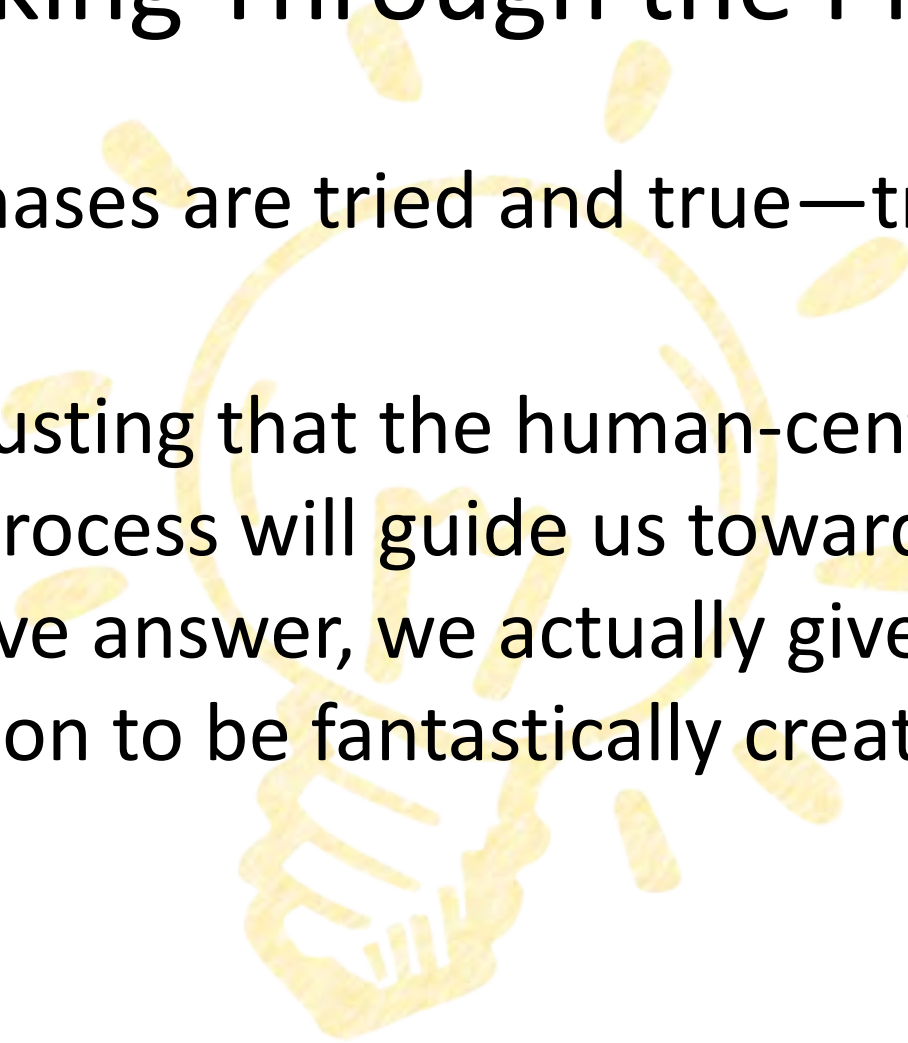 king Through the P
hases are tried and true—tr
usting that the human-cen
rocess will guide us toward
ve answer, we actually give
on to be fantastically creat